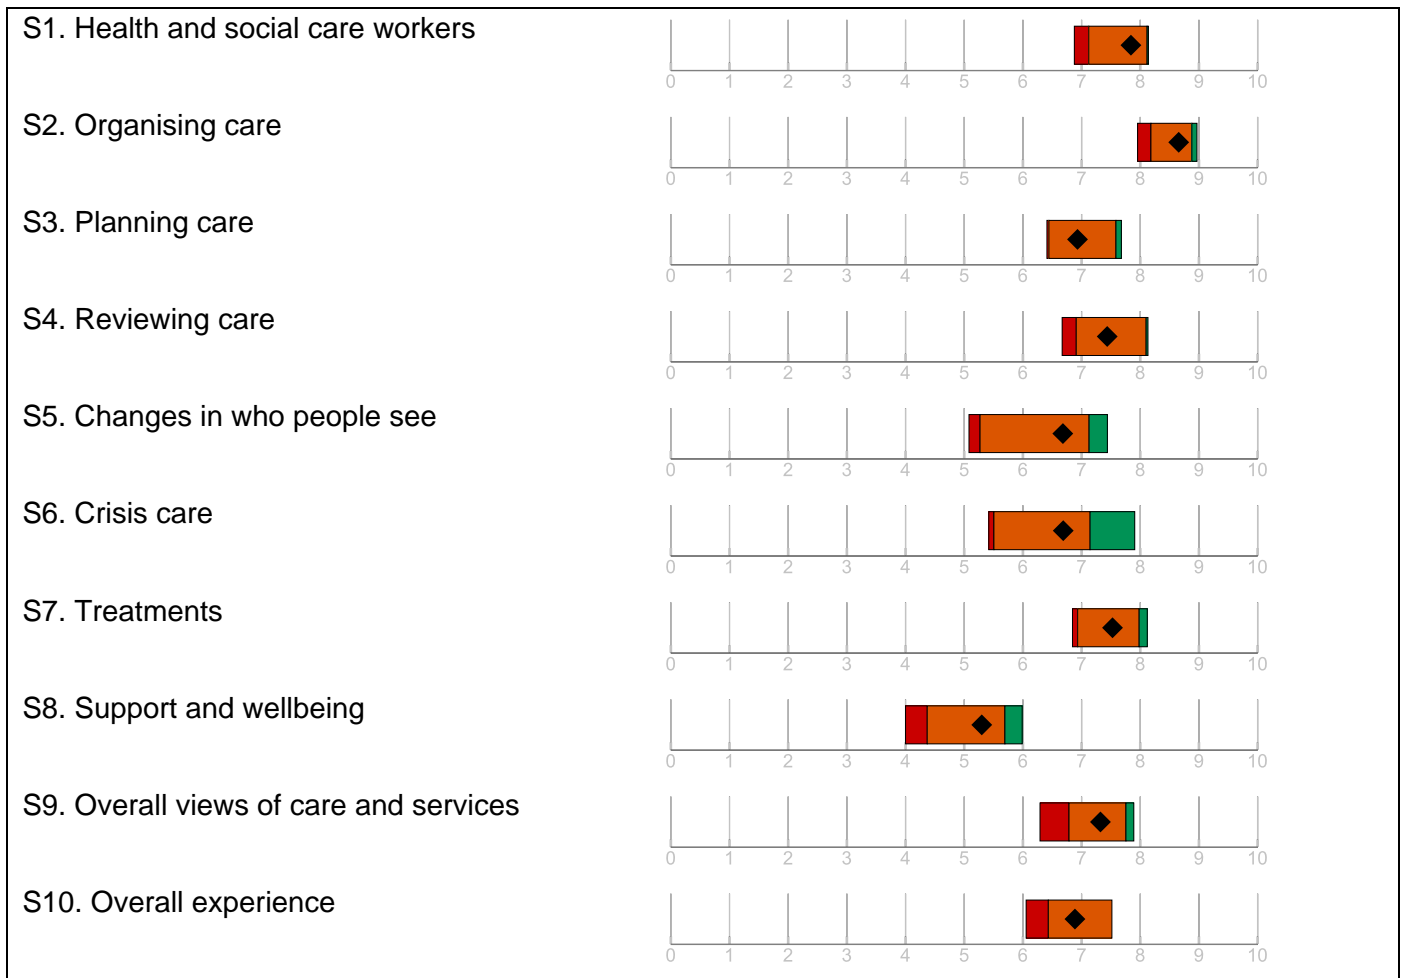 S1. Health and social care workers
0 1 2 3 4 5 6 7 8 9 10
S2. Organising care
0 1 2 3 4 5 6 7 8 9 10
S3. Planning care
0 1 2 3 4 5 6 7 8 9 10
S4. Reviewing care
0 1 2 3 4 5 6 7 8 9 10
S5. Changes in who people see
0 1 2 3 4 5 6 7 8 9 10
S6. Crisis care
0 1 2 3 4 5 6 7 8 9 10
S7. Treatments
0 1 2 3 4 5 6 7 8 9 10
S8. Support and wellbeing
0 1 2 3 4 5 6 7 8 9 10
S9. Overall views of care and services
0 1 2 3 4 5 6 7 8 9 10
S10. Overall experience
0 1 2 3 4 5 6 7 8 9 10